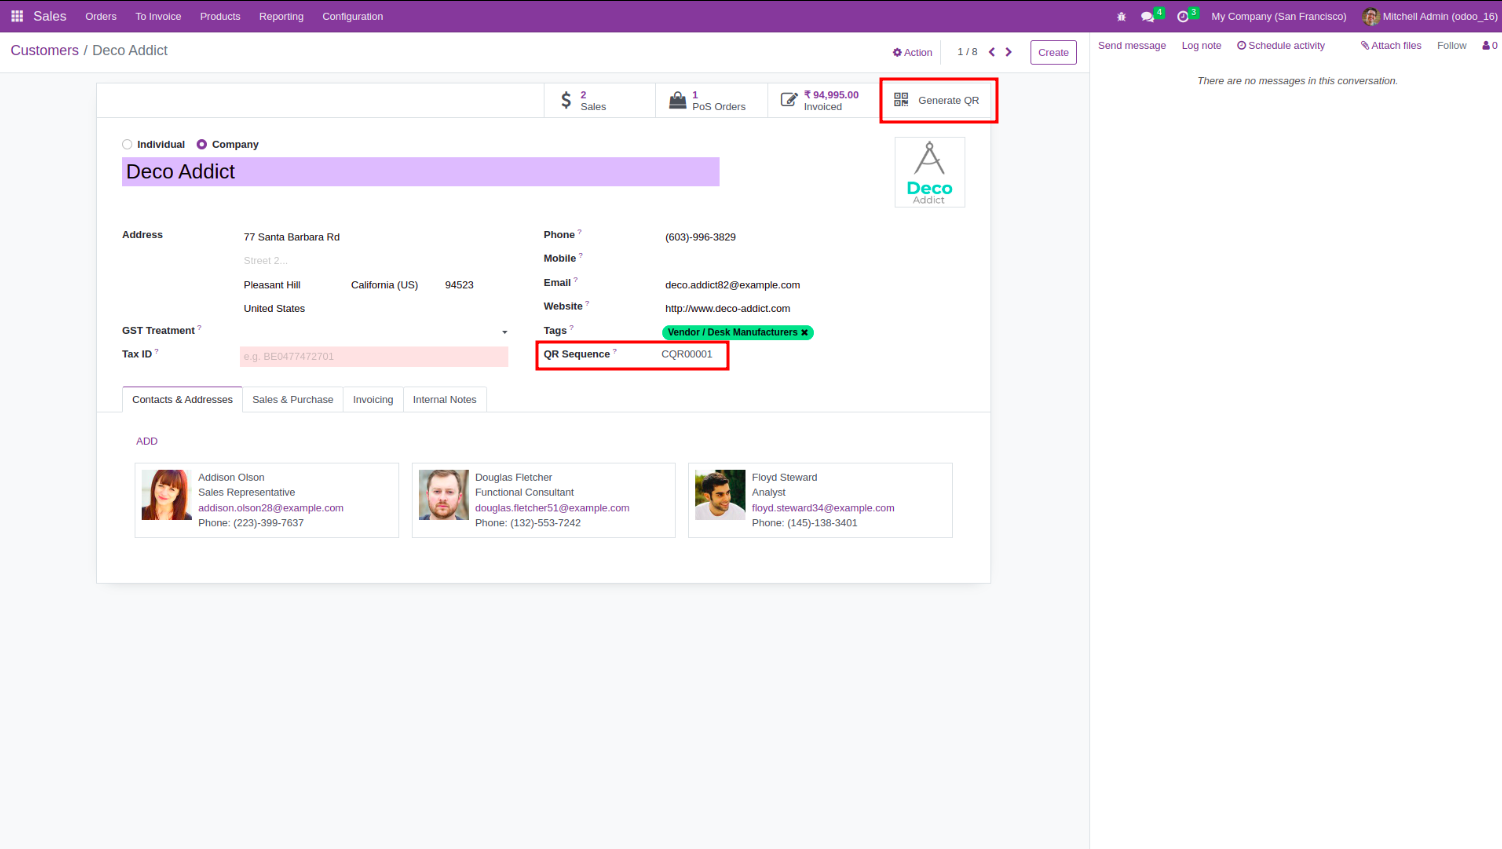 Sales Orders To Invoice Products Reporting Configuration 4 3 My Company (San Francisco) Mitchell Admin (odoo_16)
Customers / Deco Addict Action 1 / 8 Create
Send message Log note Schedule activity Attach files Follow 0
There are no messages in this conversation.
2 Sales
1 PoS Orders
₹ 94,995.00 Invoiced
Generate QR
Individual Company
Deco Addict
Deco
Addict
Address 77 Santa Barbara Rd
Street 2...
Pleasant Hill California (US) 94523
United States
GST Treatment ?
Tax ID ? e.g. BE0477472701
Phone ? (603)-996-3829
Mobile ?
Email ? deco.addict82@example.com
Website ? http://www.deco-addict.com
Tags ? Vendor / Desk Manufacturers ✖
QR Sequence ? CQR00001
Contacts & Addresses Sales & Purchase Invoicing Internal Notes
ADD
Addison Olson
Sales Representative
addison.olson28@example.com
Phone: (223)-399-7637
Douglas Fletcher
Functional Consultant
douglas.fletcher51@example.com
Phone: (132)-553-7242
Floyd Steward
Analyst
floyd.steward34@example.com
Phone: (145)-138-3401